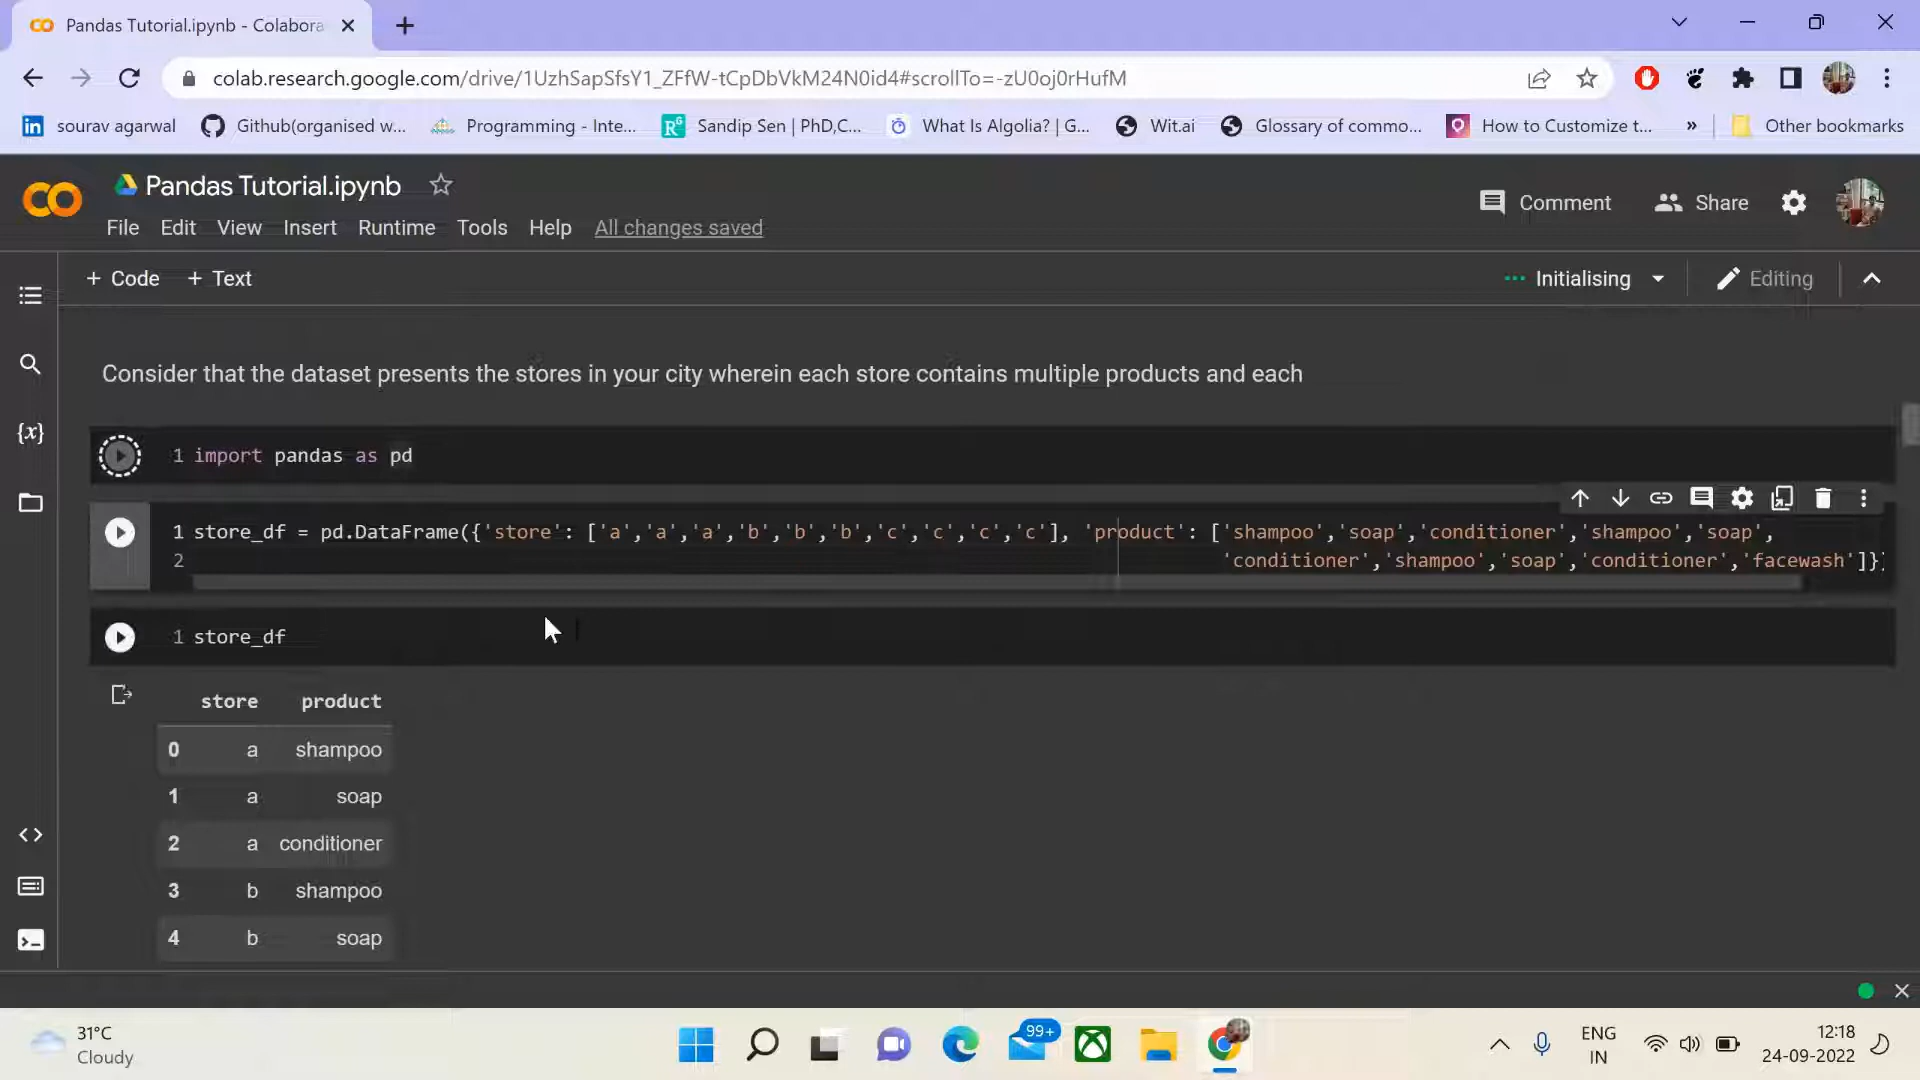 Pandas Tutorial.ipynb - Colabora
colab.research.google.com/drive/1UzhSapSfsY1_ZFfW-tCpDbVkM24N0id4#scrollTo=-zU0oj0rHufM
sourav agarwal Github(organised w... Programming - Inte... Sandip Sen | PhD,C... What Is Algolia? | G... Wit.ai Glossary of commo... How to Customize t... » Other bookmarks
Pandas Tutorial.ipynb
Comment Share
File Edit View Insert Runtime Tools Help All changes saved
+ Code + Text Initialising Editing
Consider that the dataset presents the stores in your city wherein each store contains multiple products and each
1 import pandas as pd
1 store_df = pd.DataFrame({'store': ['a','a','a','b','b','b','c','c','c','c'], 'product': ['shampoo','soap','conditioner','shampoo','soap',
2 'conditioner','shampoo','soap','conditioner','facewash']})
1 store_df
store product
0 a shampoo
1 a soap
2 a conditioner
3 b shampoo
4 b soap
31°C
Cloudy
99+
ENG
IN
12:18
24-09-2022